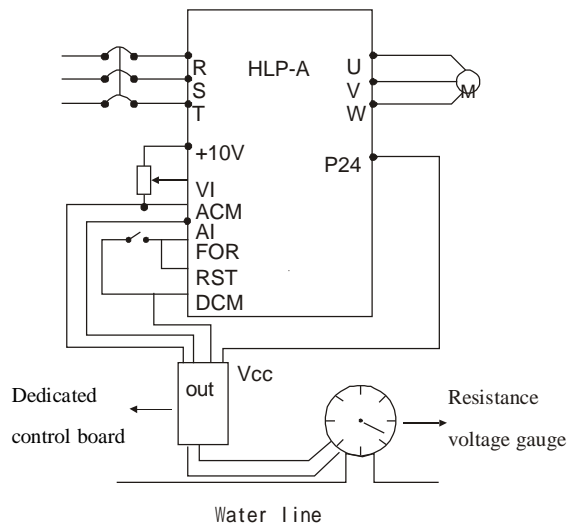 HLP-A
R
S
T
U
V
W
M
+10V
P24
VI
ACM
AI
FOR
RST
DCM
Vcc
out
Dedicated
control board
Resistance
voltage gauge
Water line